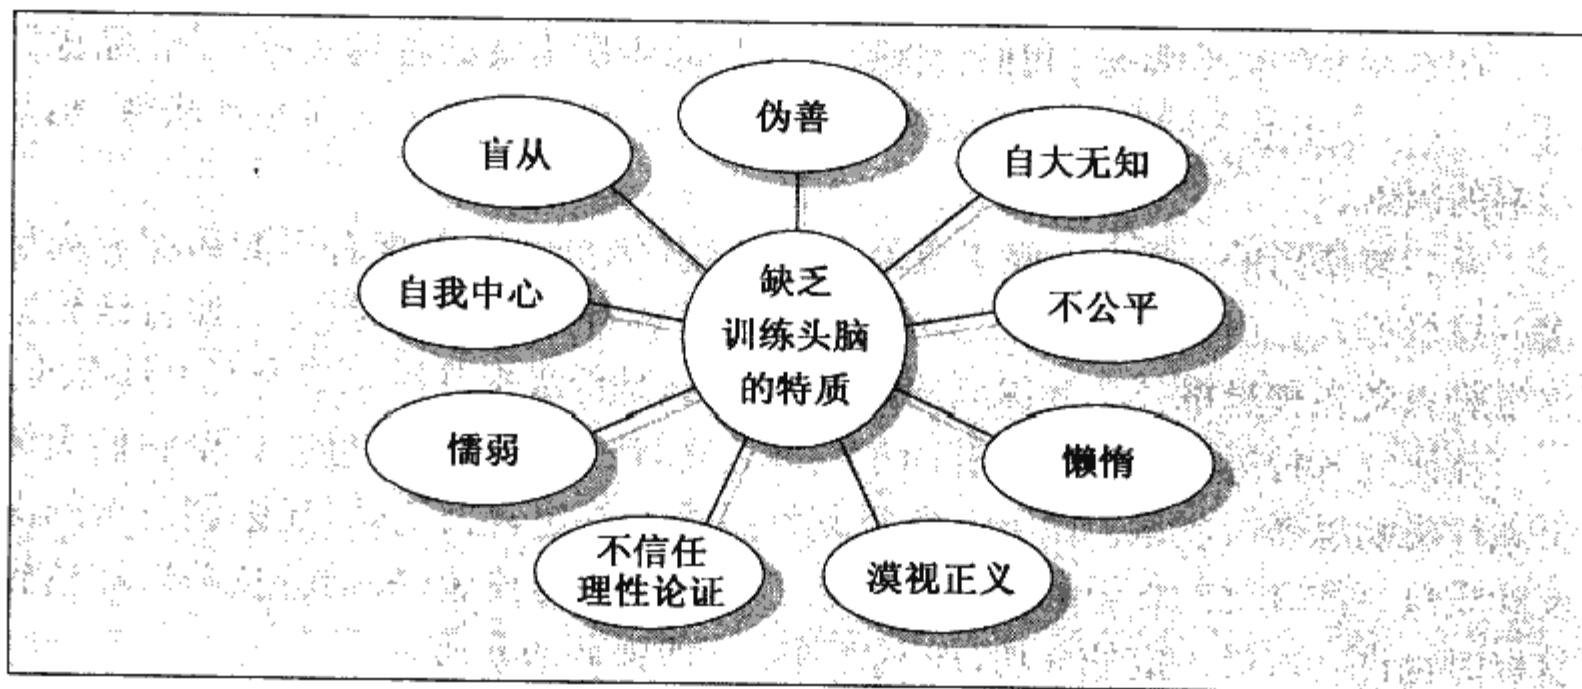 伪善
盲从
自大无知
自我中心
缺乏
训练头脑
的特质
不公平
懦弱
懒惰
不信任
理性论证
漠视正义